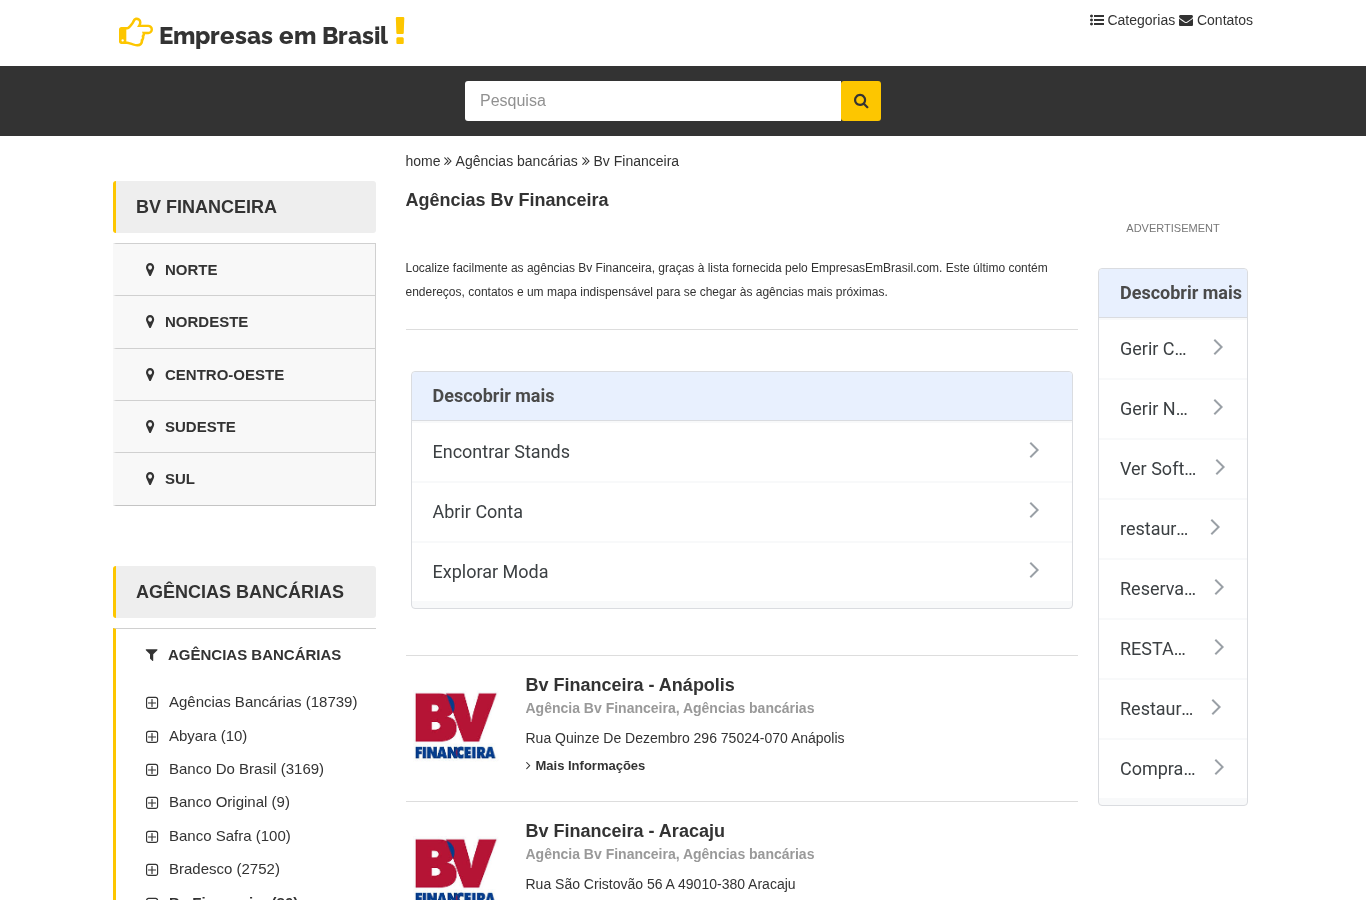 Empresas em Brasil !
Categorias Contatos
Pesquisa
home » Agências bancárias » Bv Financeira
BV FINANCEIRA
NORTE
NORDESTE
CENTRO-OESTE
SUDESTE
SUL
AGÊNCIAS BANCÁRIAS
AGÊNCIAS BANCÁRIAS
Agências Bancárias (18739)
Abyara (10)
Banco Do Brasil (3169)
Banco Original (9)
Banco Safra (100)
Bradesco (2752)
Agências Bv Financeira
Localize facilmente as agências Bv Financeira, graças à lista fornecida pelo EmpresasEmBrasil.com. Este último contém
endereços, contatos e um mapa indispensável para se chegar às agências mais próximas.
Descobrir mais
Encontrar Stands
Abrir Conta
Explorar Moda
BV
FINANCEIRA
Bv Financeira - Anápolis
Agência Bv Financeira, Agências bancárias
Rua Quinze De Dezembro 296 75024-070 Anápolis
Mais Informações
BV
FINANCEIRA
Bv Financeira - Aracaju
Agência Bv Financeira, Agências bancárias
Rua São Cristovão 56 A 49010-380 Aracaju
ADVERTISEMENT
Descobrir mais
Gerir C...
Gerir N...
Ver Soft...
restaur...
Reserva...
RESTA...
Restaur...
Compra...